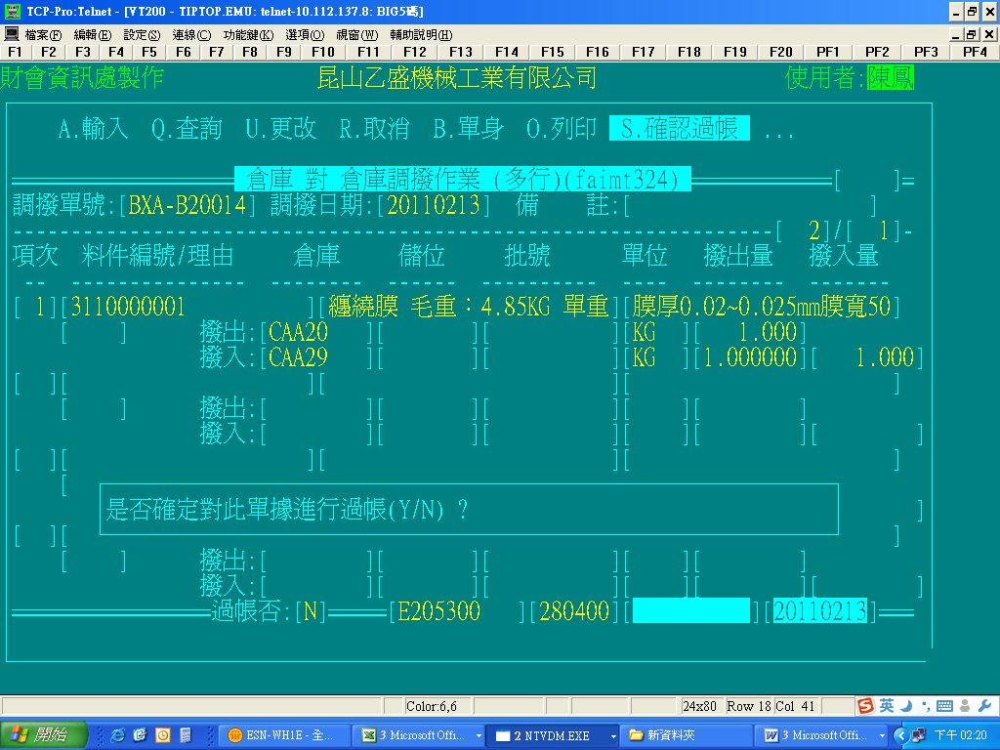 TCP-Pro:Telnet - [VT200 - TIPTOP.EMU: telnet-10.112.137.8: BIG5碼]
檔案(F) 編輯(E) 設定(S) 連線(C) 功能鍵(K) 選項(O) 視窗(W) 輔助說明(H)
F1 F2 F3 F4 F5 F6 F7 F8 F9 F10 F11 F12 F13 F14 F15 F16 F17 F18 F19 F20 PF1 PF2 PF3 PF4
財會資訊處製作 昆山乙盛機械工業有限公司 使用者:陳鳳
A.輸入 Q.查詢 U.更改 R.取消 B.單身 O.列印 S.確認過帳 ...
倉庫 對 倉庫調撥作業 (多行)(faimt324) [ ]
調撥單號:[BXA-B20014] 調撥日期:[20110213] 備 註:[ ]
[ 2]/[ 1]-
項次 料件編號/理由 倉庫 儲位 批號 單位 撥出量 撥入量
[ 1][3110000001 ][纏繞膜 毛重：4.85KG 單重][膜厚0.02~0.025mm膜寬50]
[ ] 撥出:[CAA20 ][ ][ ][KG ][ 1.000]
撥入:[CAA29 ][ ][ ][KG ][1.000000][ 1.000]
[ ][ ][ ][ ]
[ ] 撥出:[ ][ ][ ][ ][ ]
撥入:[ ][ ][ ][ ][ ][ ]
[ ][ ][ ][ ]
[
是否確定對此單據進行過帳(Y/N) ? ]
[ ][ ]
[ ] 撥出:[ ][ ][ ][ ][ ]
撥入:[ ][ ][ ][ ][ ][ ]
過帳否:[N] [E205300 ][280400][ ][20110213]
Color:6,6 24x80 Row 18 Col 41 英
開始 ESN-WH1E - 全... 3 Microsoft Offi... 2 NTVDM.EXE 新資料夾 3 Microsoft Offi... 下午 02:20